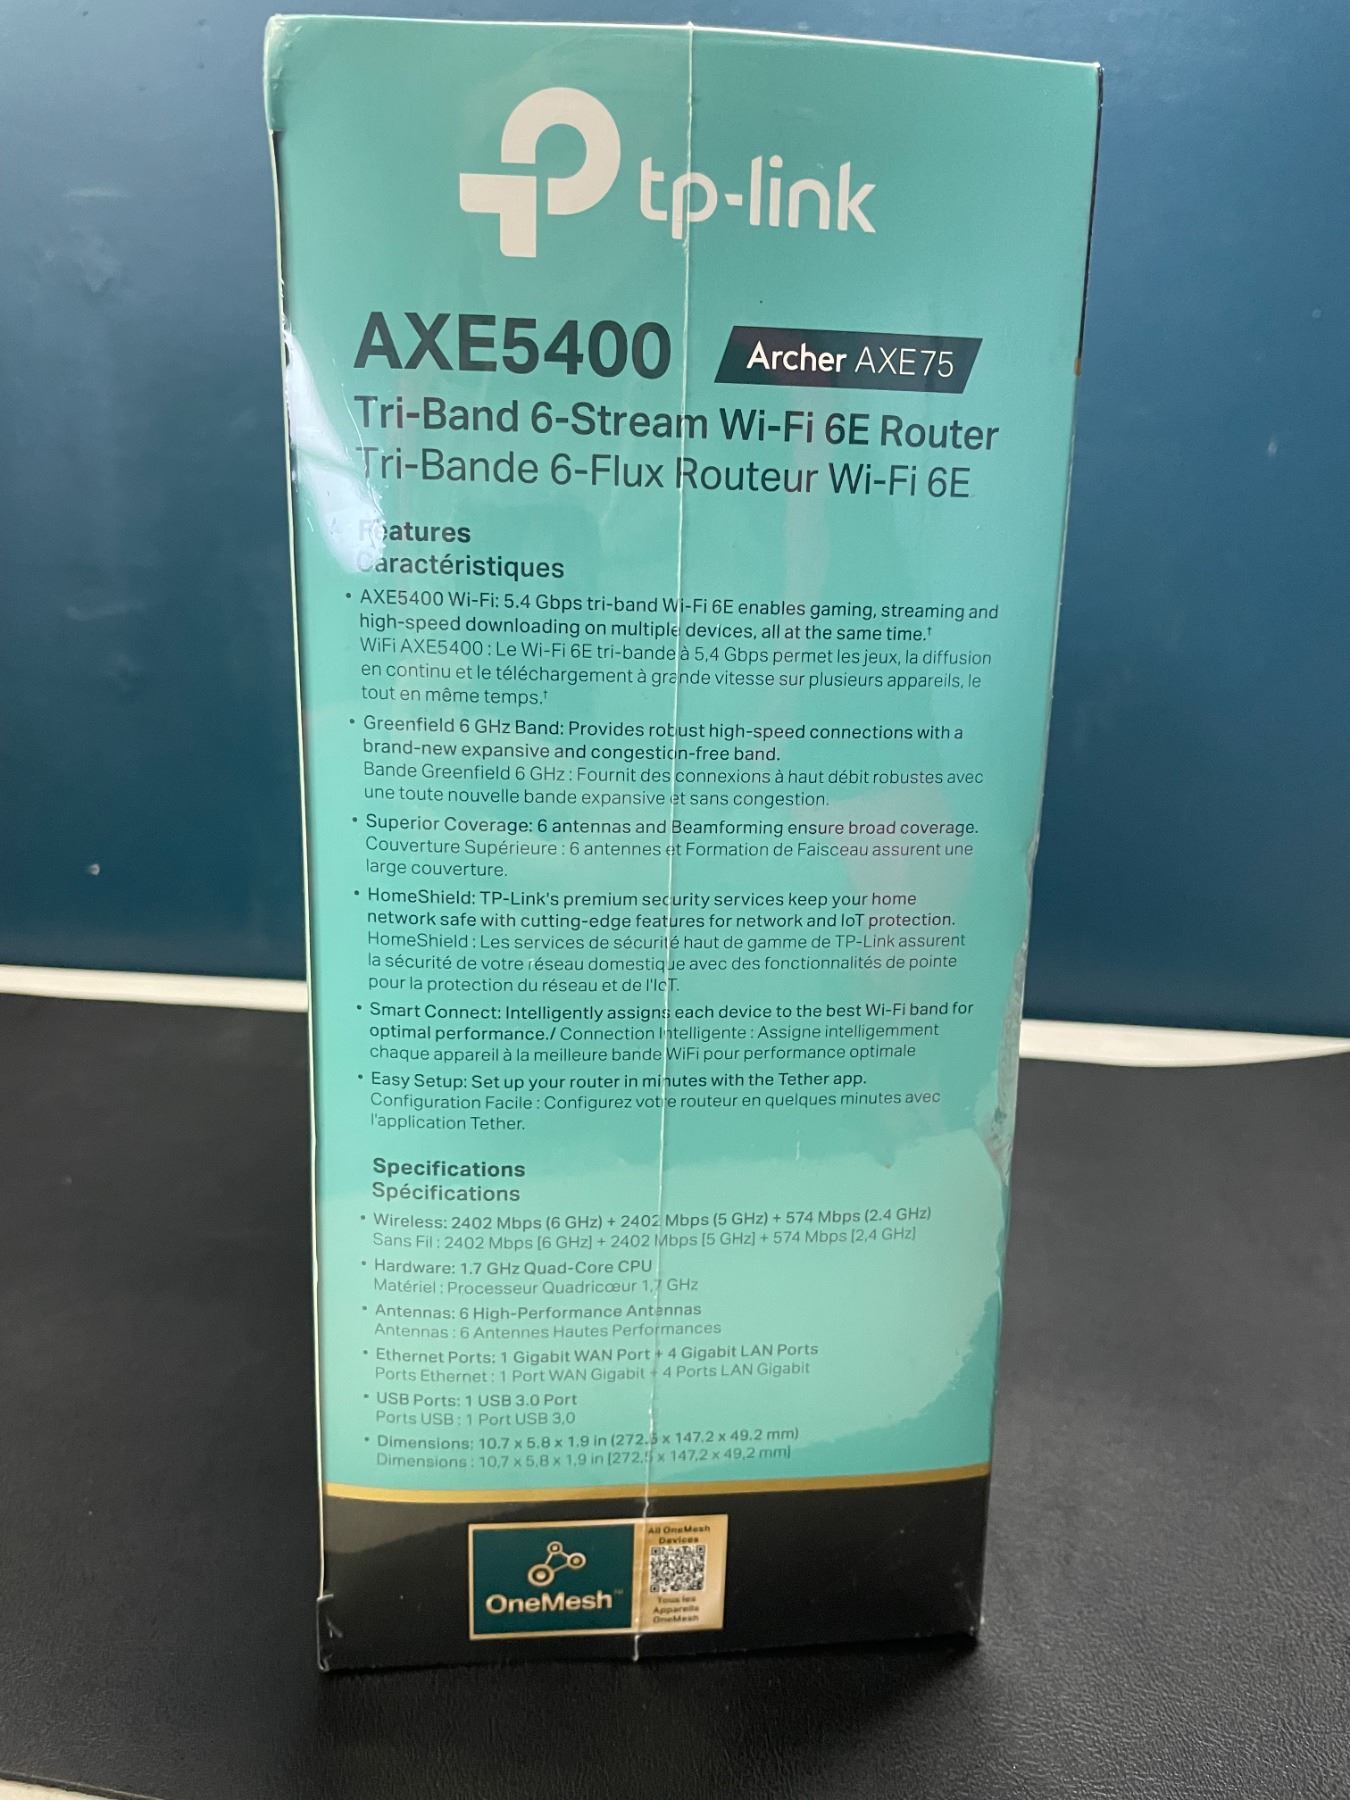 tp-link
AXE5400
Archer AXE75
Tri-Band 6-Stream Wi-Fi 6E Router
Tri-Bande 6-Flux Routeur Wi-Fi 6E
Features
Caractéristiques
• AXE5400 Wi-Fi: 5.4 Gbps tri-band Wi-Fi 6E enables gaming, streaming and
high-speed downloading on multiple devices, all at the same time.†
WiFi AXE5400 : Le Wi-Fi 6E tri-bande à 5,4 Gbps permet les jeux, la diffusion
en continu et le téléchargement à grande vitesse sur plusieurs appareils, le
tout en même temps.†
• Greenfield 6 GHz Band: Provides robust high-speed connections with a
brand-new expansive and congestion-free band.
Bande Greenfield 6 GHz : Fournit des connexions à haut débit robustes avec
une toute nouvelle bande expansive et sans congestion.
• Superior Coverage: 6 antennas and Beamforming ensure broad coverage.
Couverture Supérieure : 6 antennes et Formation de Faisceau assurent une
large couverture.
• HomeShield: TP-Link's premium security services keep your home
network safe with cutting-edge features for network and IoT protection.
HomeShield : Les services de sécurité haut de gamme de TP-Link assurent
la sécurité de votre réseau domestique avec des fonctionnalités de pointe
pour la protection du réseau et de l'IoT.
• Smart Connect: Intelligently assigns each device to the best Wi-Fi band for
optimal performance./ Connection Intelligente : Assigne intelligemment
chaque appareil à la meilleure bande WiFi pour performance optimale
• Easy Setup: Set up your router in minutes with the Tether app.
Configuration Facile : Configurez votre routeur en quelques minutes avec
l'application Tether.
Specifications
Spécifications
• Wireless: 2402 Mbps (6 GHz) + 2402 Mbps (5 GHz) + 574 Mbps (2.4 GHz)
Sans Fil : 2402 Mbps [6 GHz] + 2402 Mbps [5 GHz] + 574 Mbps [2,4 GHz]
• Hardware: 1.7 GHz Quad-Core CPU
Matériel : Processeur Quadricœur 1,7 GHz
• Antennas: 6 High-Performance Antennas
Antennas : 6 Antennes Hautes Performances
• Ethernet Ports: 1 Gigabit WAN Port + 4 Gigabit LAN Ports
Ports Ethernet : 1 Port WAN Gigabit + 4 Ports LAN Gigabit
• USB Ports: 1 USB 3.0 Port
Ports USB : 1 Port USB 3,0
• Dimensions: 10.7 x 5.8 x 1.9 in (272.5 x 147.2 x 49.2 mm)
Dimensions : 10,7 x 5,8 x 1,9 in [272,5 x 147,2 x 49,2 mm]
OneMesh™
All OneMesh
Devices
Tous les
Appareils
OneMesh